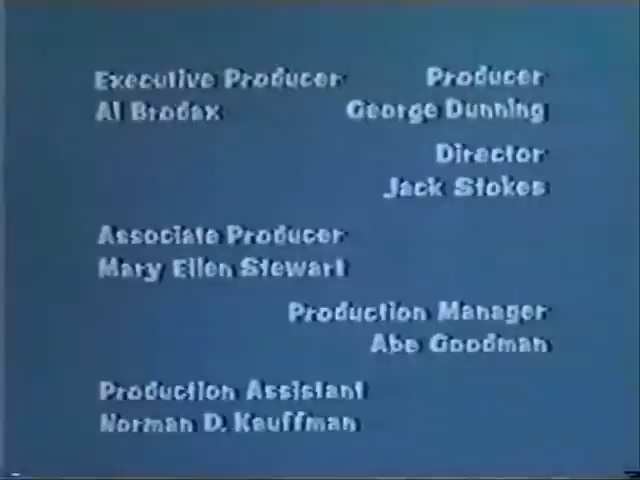 Executive Producer
Al Brodax
Producer
George Dunning
Director
Jack Stokes
Associate Producer
Mary Ellen Stewart
Production Manager
Abe Goodman
Production Assistant
Norman D. Kauffman